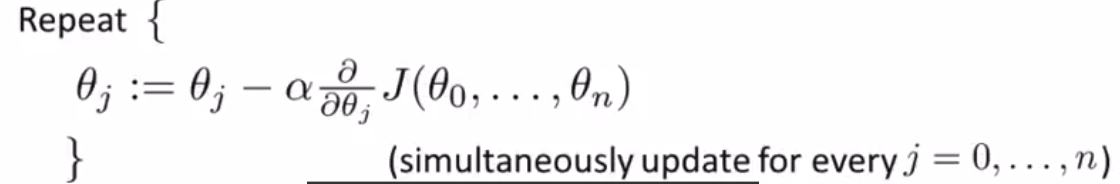 Repeat {
θ_j := θ_j − α ∂/∂θ_j J(θ_0, . . . , θ_n)
} (simultaneously update for every j = 0, . . . , n)